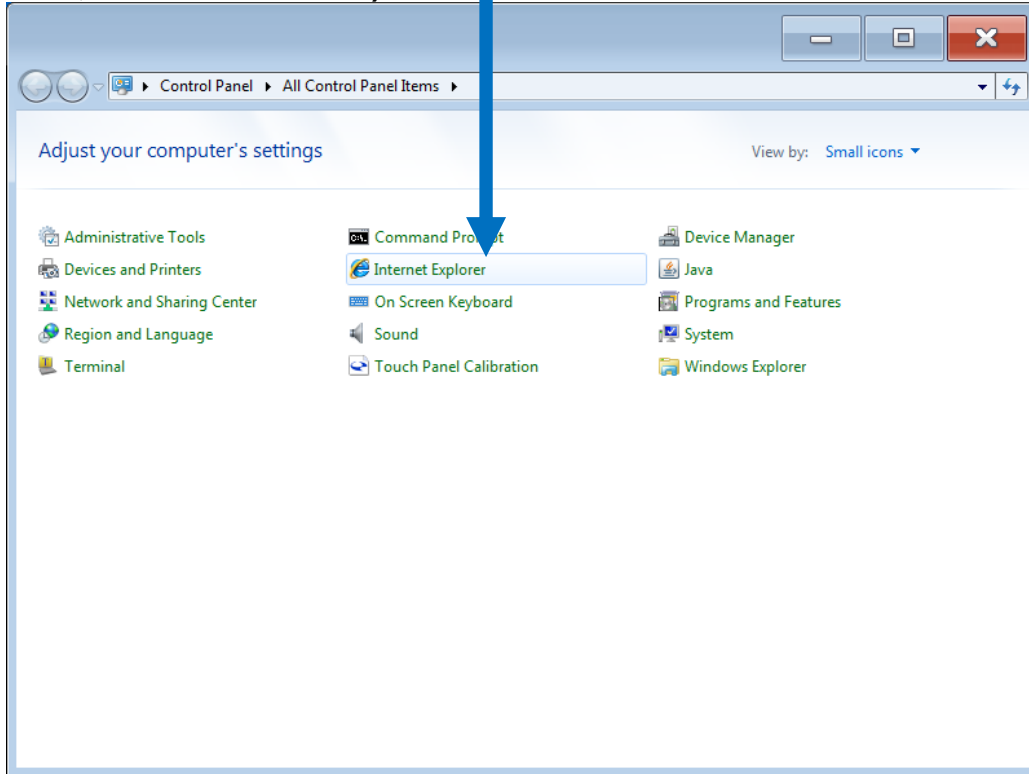 Control Panel All Control Panel Items
Adjust your computer's settings
View by: Small icons
Administrative Tools Command Prompt Device Manager
Devices and Printers Internet Explorer Java
Network and Sharing Center On Screen Keyboard Programs and Features
Region and Language Sound System
Terminal Touch Panel Calibration Windows Explorer